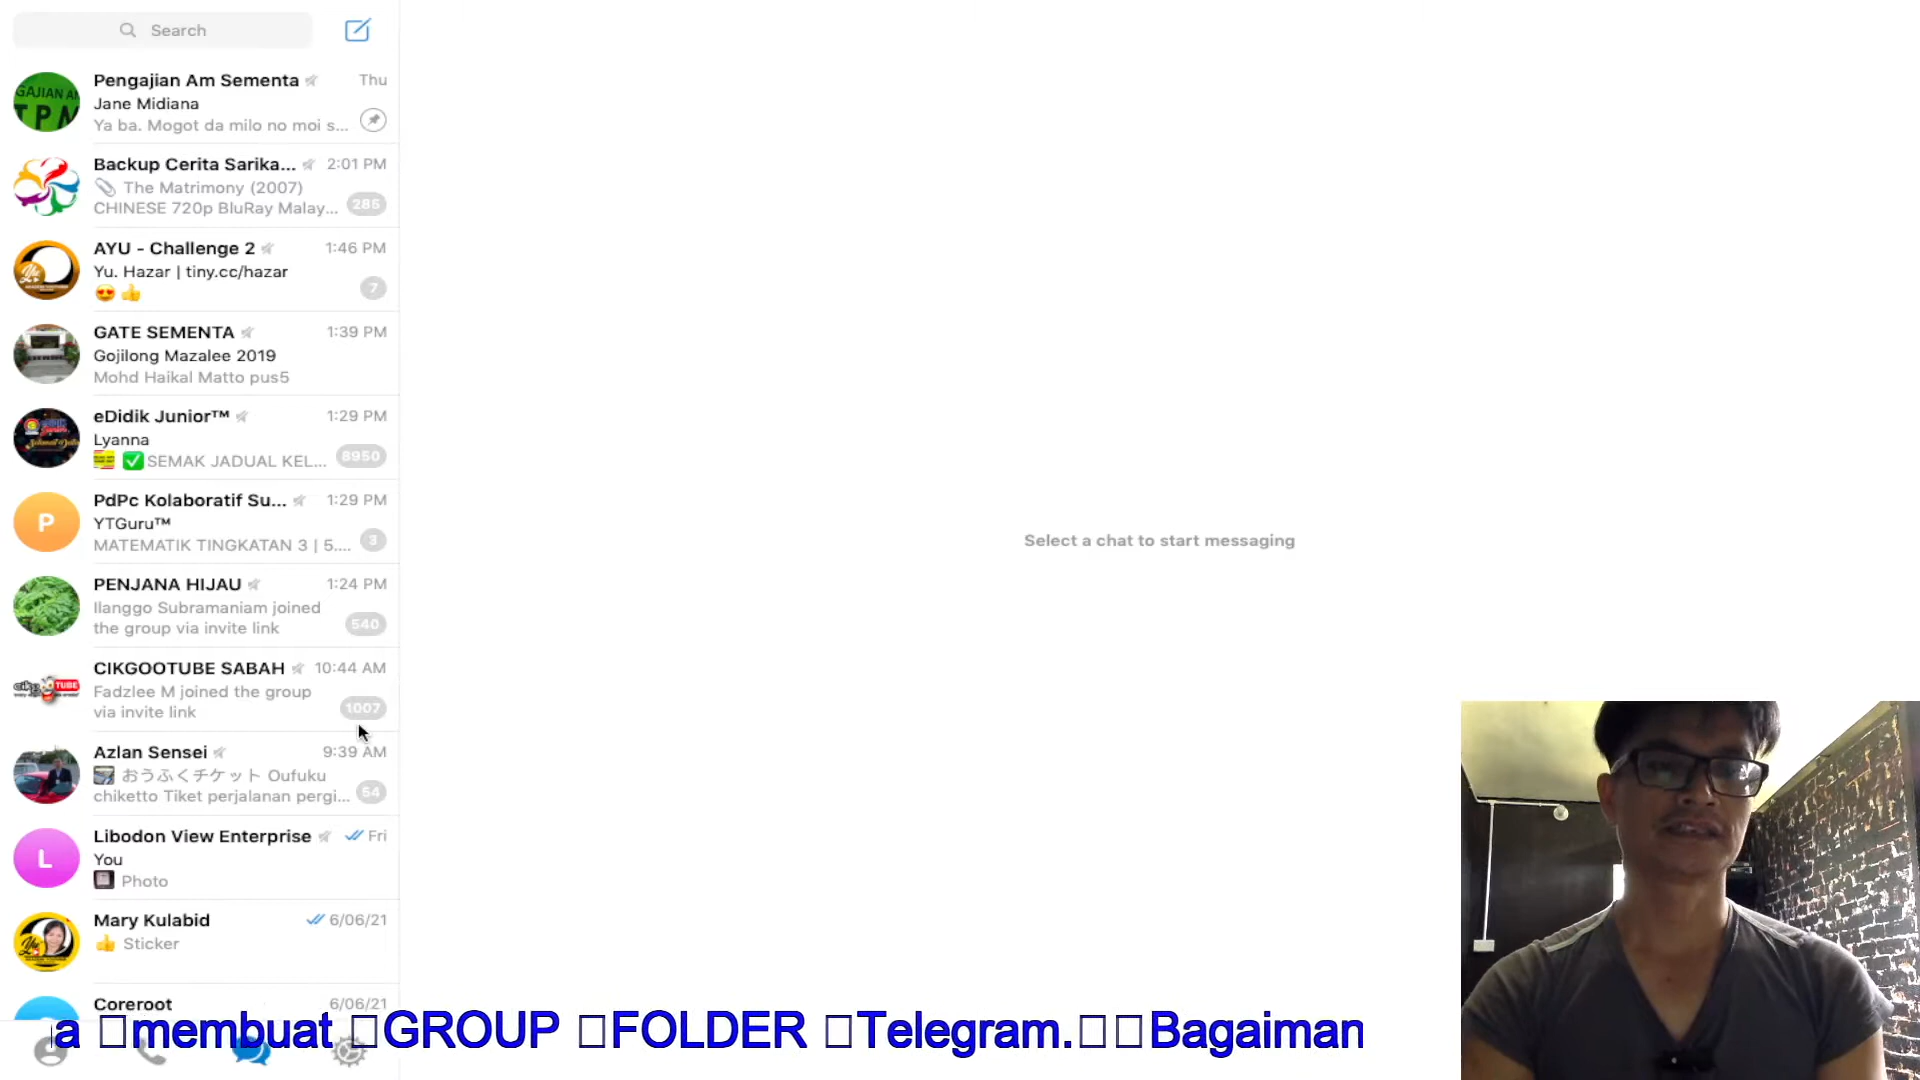 Search
Pengajian Am Sementa
Thu
Jane Midiana
Ya ba. Mogot da milo no moi s...
GAJIAN AM
TPM
Backup Cerita Sarika...
2:01 PM
The Matrimony (2007)
CHINESE 720p BluRay Malay...
285
AYU - Challenge 2
1:46 PM
Yu. Hazar | tiny.cc/hazar
😍 👍
7
GATE SEMENTA
1:39 PM
Gojilong Mazalee 2019
Mohd Haikal Matto pus5
eDidik Junior™
1:29 PM
Lyanna
✅SEMAK JADUAL KEL...
8950
P
PdPc Kolaboratif Su...
1:29 PM
YTGuru™
MATEMATIK TINGKATAN 3 | 5....
3
PENJANA HIJAU
1:24 PM
Ilanggo Subramaniam joined
the group via invite link
540
TUBE
CIKGOOTUBE SABAH
10:44 AM
Fadzlee M joined the group
via invite link
1007
Azlan Sensei
9:39 AM
おうふくチケット Oufuku
chiketto Tiket perjalanan pergi...
54
L
Libodon View Enterprise
Fri
You
Photo
Mary Kulabid
6/06/21
👍 Sticker
Coreroot
6/06/21
Select a chat to start messaging
a membuat GROUP FOLDER Telegram. Bagaiman